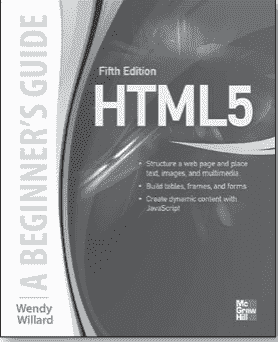 A BEGINNER'S GUIDE
Fifth Edition
HTML5
• Structure a web page and place
text, images, and multimedia
• Build tables, frames, and forms
• Create dynamic content with
JavaScript
Wendy
Willard
Mc
Graw
Hill